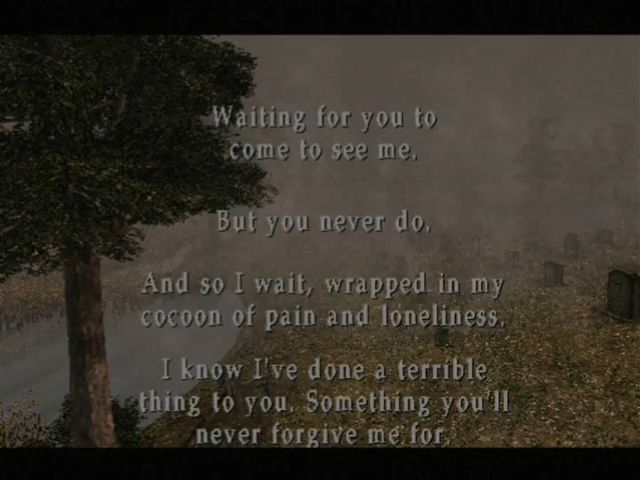 Waiting for you to
come to see me.
But you never do.
And so I wait, wrapped in my
cocoon of pain and loneliness.
I know I've done a terrible
thing to you. Something you'll
never forgive me for.